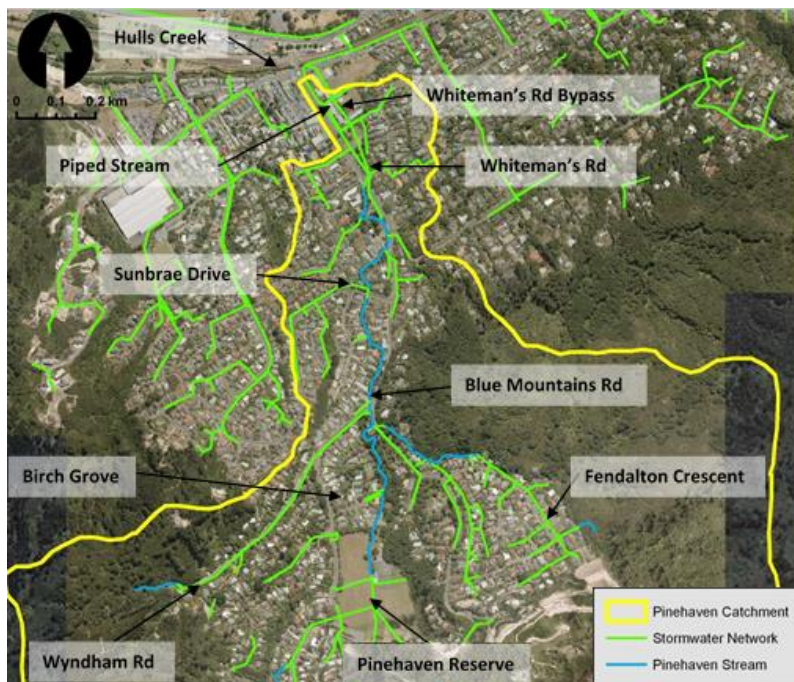 Hulls Creek
0 0.1 0.2 km
Whiteman's Rd Bypass
Piped Stream
Whiteman's Rd
Sunbrae Drive
Blue Mountains Rd
Birch Grove
Fendalton Crescent
Wyndham Rd
Pinehaven Reserve
Pinehaven Catchment
Stormwater Network
Pinehaven Stream